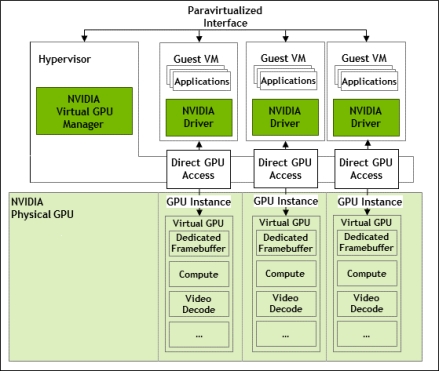 Paravirtualized
Interface
Hypervisor
NVIDIA
Virtual GPU
Manager
Guest VM
Applications
NVIDIA
Driver
Guest VM
Applications
NVIDIA
Driver
Guest VM
Applications
NVIDIA
Driver
Direct GPU
Access
Direct GPU
Access
Direct GPU
Access
NVIDIA
Physical GPU
GPU Instance
Virtual GPU
Dedicated
Framebuffer
Compute
Video
Decode
...
GPU Instance
Virtual GPU
Dedicated
Framebuffer
Compute
Video
Decode
...
GPU Instance
Virtual GPU
Dedicated
Framebuffer
Compute
Video
Decode
...